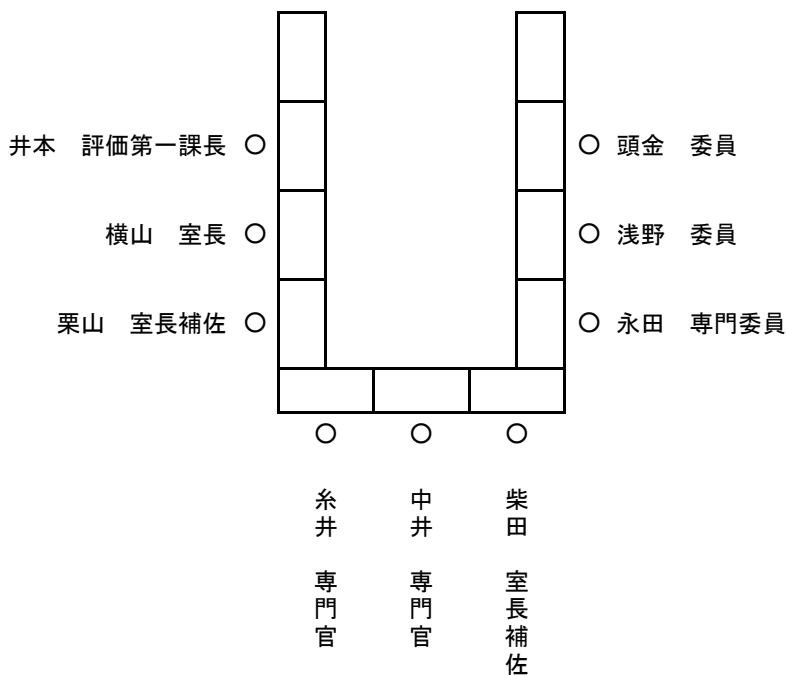 井本　評価第一課長 ○
○ 頭金　委員
横山　室長 ○
○ 浅野　委員
栗山　室長補佐 ○
○ 永田　専門委員
○ ○ ○
糸井　専門官
中井　専門官
柴田　室長補佐